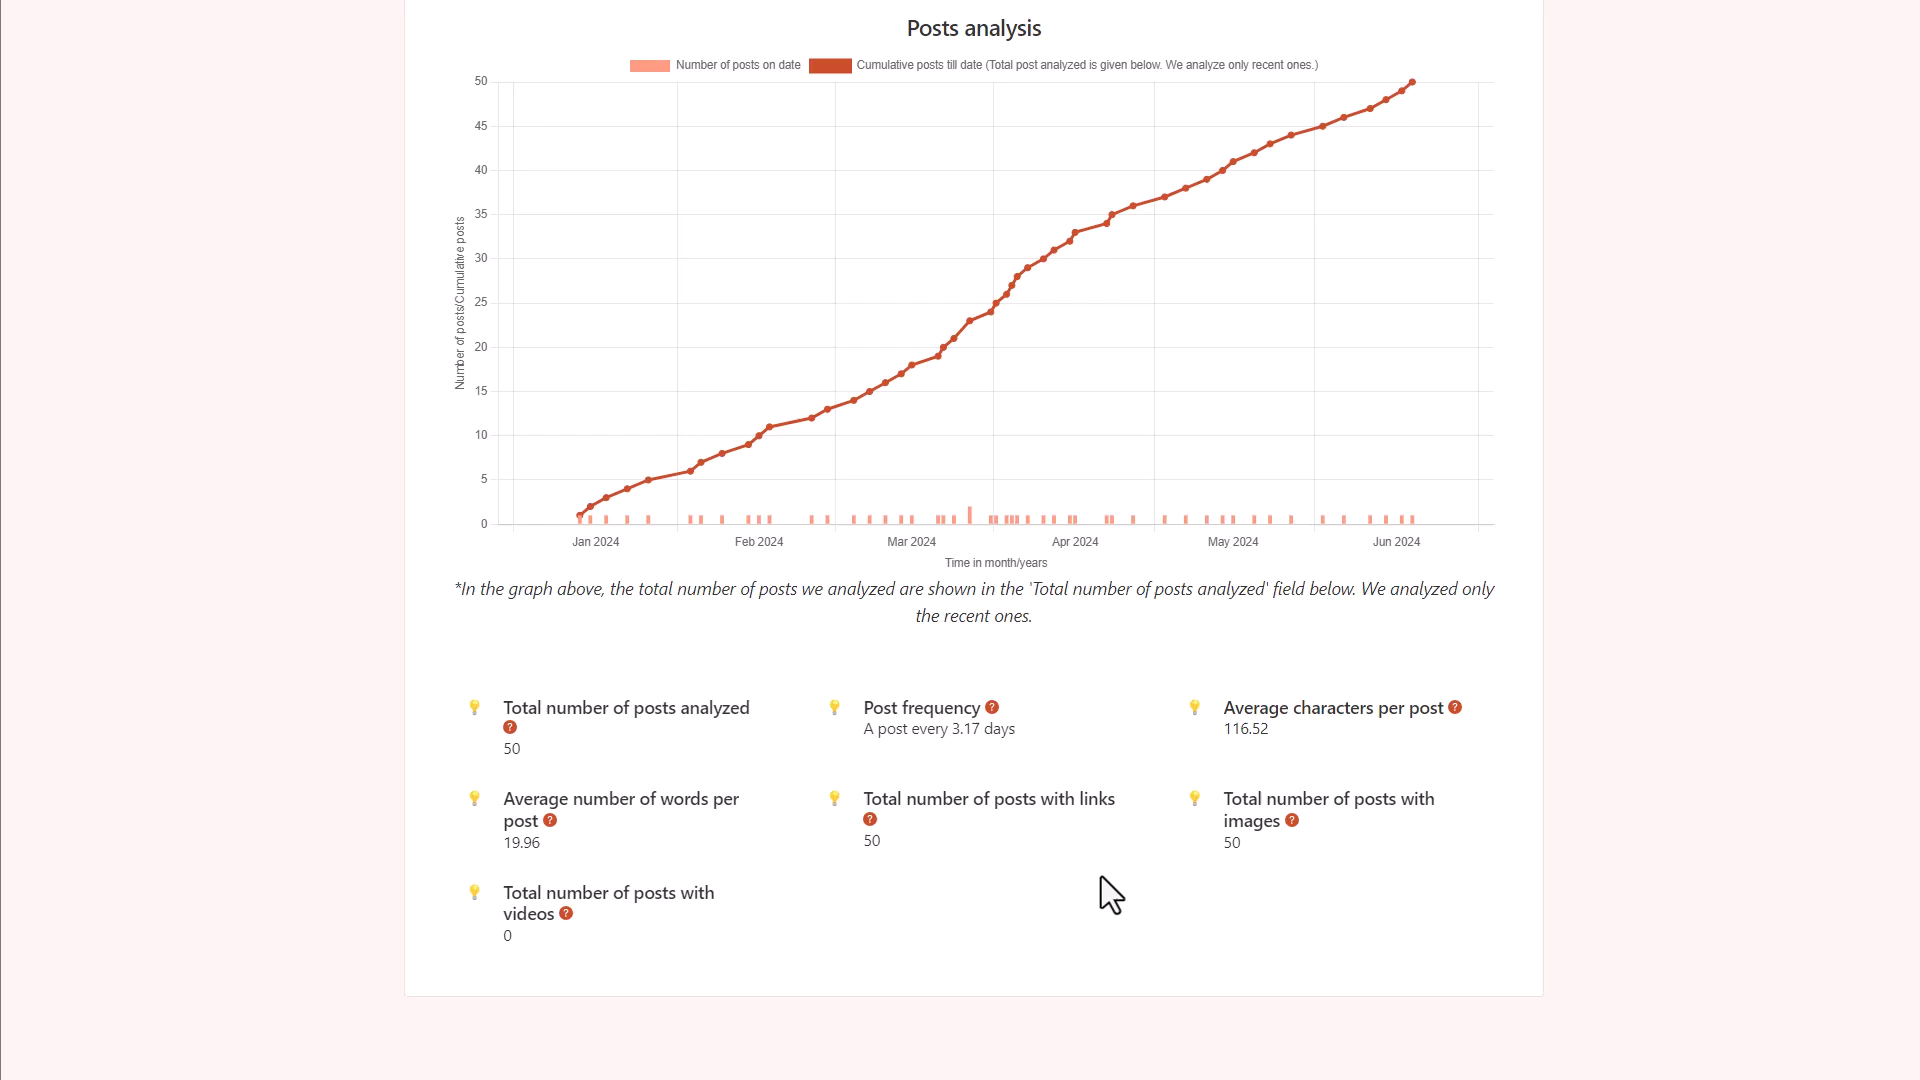 Posts analysis
Number of posts on date
Cumulative posts till date (Total post analyzed is given below. We analyze only recent ones.)
50
45
40
35
30
25
20
15
10
5
0
Number of posts/Cumulative posts
Jan 2024
Feb 2024
Mar 2024
Apr 2024
May 2024
Jun 2024
Time in month/years
*In the graph above, the total number of posts we analyzed are shown in the 'Total number of posts analyzed' field below. We analyzed only
the recent ones.
Total number of posts analyzed
?
50
Post frequency ?
A post every 3.17 days
Average characters per post ?
116.52
Average number of words per
post ?
19.96
Total number of posts with links
?
50
Total number of posts with
images ?
50
Total number of posts with
videos ?
0